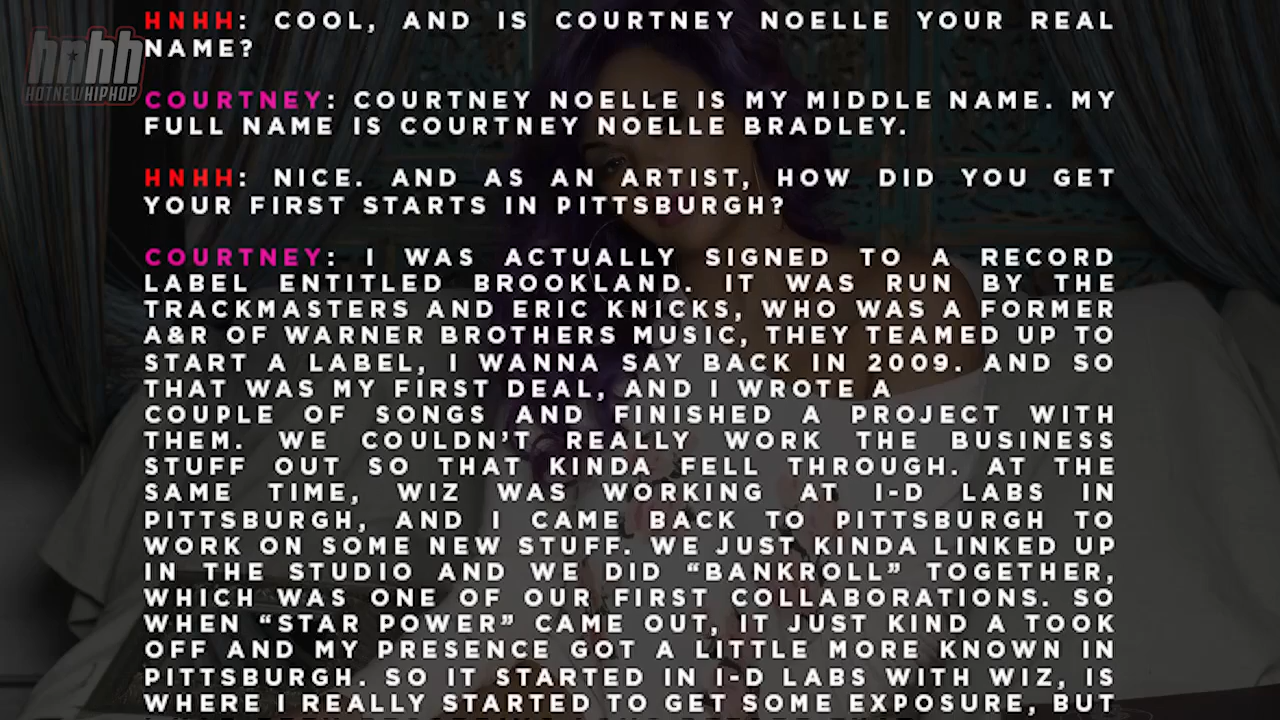 hnhh
HOTNEWHIPHOP
HNHH: COOL, AND IS COURTNEY NOELLE YOUR REAL
NAME?
COURTNEY: COURTNEY NOELLE IS MY MIDDLE NAME. MY
FULL NAME IS COURTNEY NOELLE BRADLEY.
HNHH: NICE. AND AS AN ARTIST, HOW DID YOU GET
YOUR FIRST STARTS IN PITTSBURGH?
COURTNEY: I WAS ACTUALLY SIGNED TO A RECORD
LABEL ENTITLED BROOKLAND. IT WAS RUN BY THE
TRACKMASTERS AND ERIC KNICKS, WHO WAS A FORMER
A&R OF WARNER BROTHERS MUSIC, THEY TEAMED UP TO
START A LABEL, I WANNA SAY BACK IN 2009. AND SO
THAT WAS MY FIRST DEAL, AND I WROTE A
COUPLE OF SONGS AND FINISHED A PROJECT WITH
THEM. WE COULDN'T REALLY WORK THE BUSINESS
STUFF OUT SO THAT KINDA FELL THROUGH. AT THE
SAME TIME, WIZ WAS WORKING AT I-D LABS IN
PITTSBURGH, AND I CAME BACK TO PITTSBURGH TO
WORK ON SOME NEW STUFF. WE JUST KINDA LINKED UP
IN THE STUDIO AND WE DID “BANKROLL” TOGETHER,
WHICH WAS ONE OF OUR FIRST COLLABORATIONS. SO
WHEN “STAR POWER” CAME OUT, IT JUST KIND A TOOK
OFF AND MY PRESENCE GOT A LITTLE MORE KNOWN IN
PITTSBURGH. SO IT STARTED IN I-D LABS WITH WIZ, IS
WHERE I REALLY STARTED TO GET SOME EXPOSURE, BUT